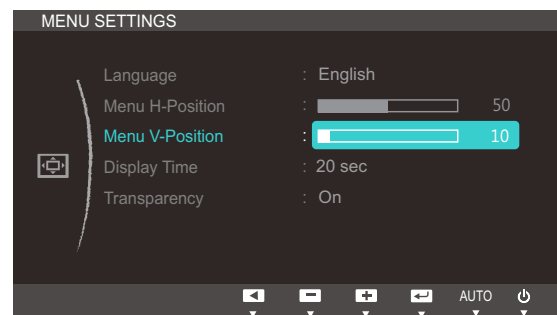 MENU SETTINGS
Language : English
Menu H-Position : 50
Menu V-Position : 10
Display Time : 20 sec
Transparency : On
AUTO